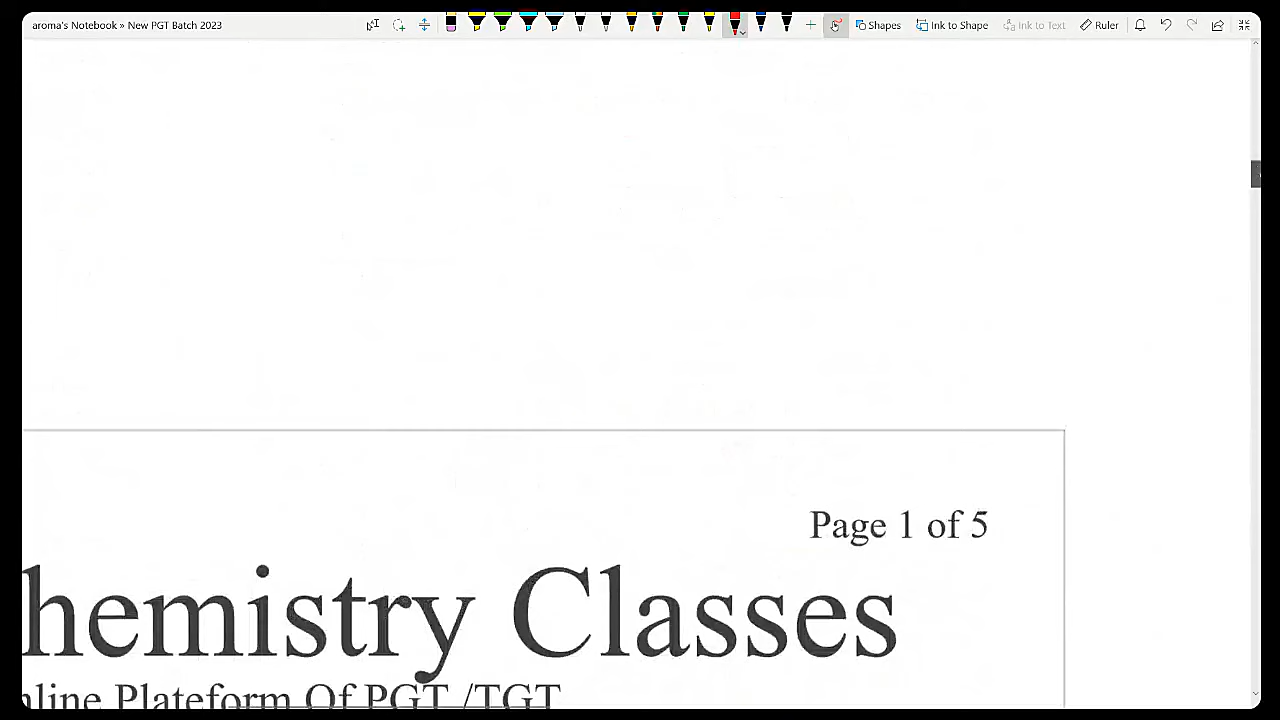 aroma's Notebook » New PGT Batch 2023
Shapes
Ink to Shape
Ink to Text
Ruler
Page 1 of 5
hemistry Classes
nline Plateform Of PGT /TGT